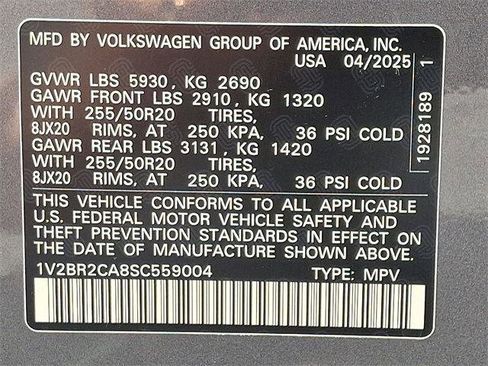 MFD BY VOLKSWAGEN GROUP OF AMERICA, INC.
USA 04/2025
GVWR LBS 5930, KG 2690
GAWR FRONT LBS 2910, KG 1320
WITH 255/50R20 TIRES,
8JX20 RIMS, AT 250 KPA, 36 PSI COLD
GAWR REAR LBS 3131, KG 1420
WITH 255/50R20 TIRES,
8JX20 RIMS, AT 250 KPA, 36 PSI COLD
THIS VEHICLE CONFORMS TO ALL APPLICABLE
U.S. FEDERAL MOTOR VEHICLE SAFETY AND
THEFT PREVENTION STANDARDS IN EFFECT ON
THE DATE OF MANUFACTURE SHOWN ABOVE.
1V2BR2CA8SC559004 TYPE: MPV
1928189 1